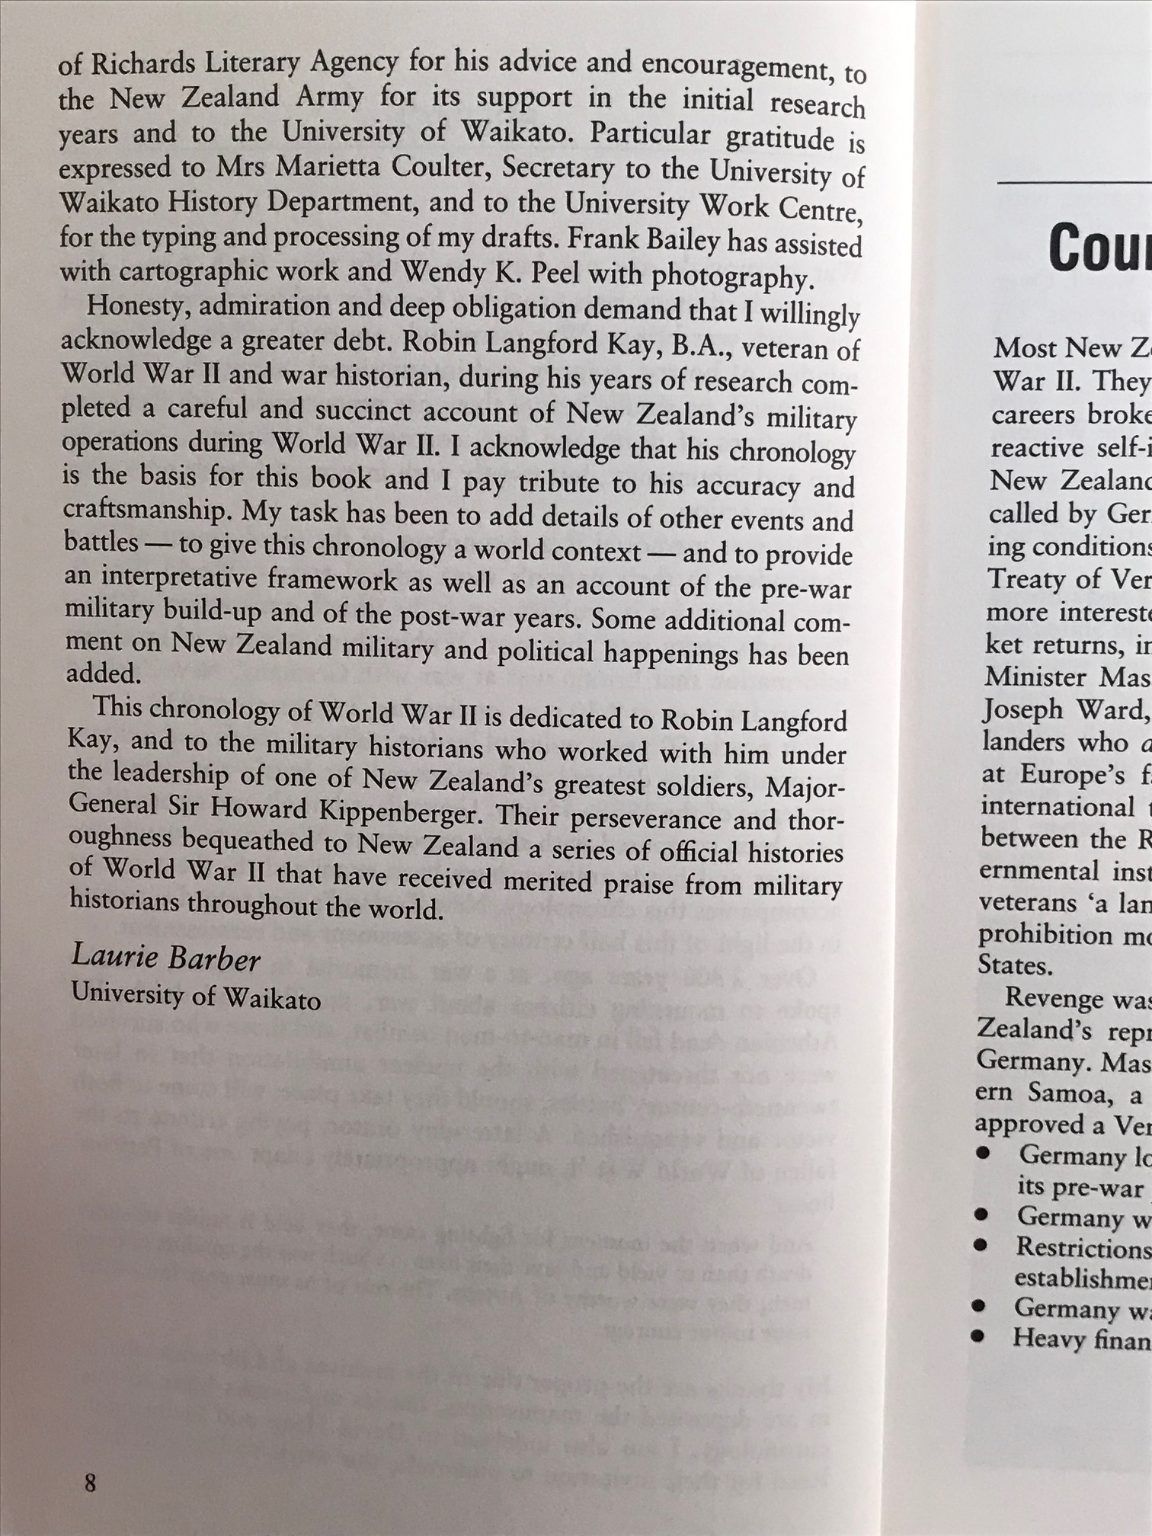 of Richards Literary Agency for his advice and encouragement, to
the New Zealand Army for its support in the initial research
years and to the University of Waikato. Particular gratitude is
expressed to Mrs Marietta Coulter, Secretary to the University of
Waikato History Department, and to the University Work Centre,
for the typing and processing of my drafts. Frank Bailey has assisted
with cartographic work and Wendy K. Peel with photography.
Honesty, admiration and deep obligation demand that I willingly
acknowledge a greater debt. Robin Langford Kay, B.A., veteran of
World War II and war historian, during his years of research com-
pleted a careful and succinct account of New Zealand's military
operations during World War II. I acknowledge that his chronology
is the basis for this book and I pay tribute to his accuracy and
craftsmanship. My task has been to add details of other events and
battles — to give this chronology a world context — and to provide
an interpretative framework as well as an account of the pre-war
military build-up and of the post-war years. Some additional com-
ment on New Zealand military and political happenings has been
added.
This chronology of World War II is dedicated to Robin Langford
Kay, and to the military historians who worked with him under
the leadership of one of New Zealand's greatest soldiers, Major-
General Sir Howard Kippenberger. Their perseverance and thor-
oughness bequeathed to New Zealand a series of official histories
of World War II that have received merited praise from military
historians throughout the world.
Laurie Barber
University of Waikato
8
Most New
War II. They
careers
reactive
New
called by
ing conditions
Treaty of
more
ket returns,
Minister
Joseph Ward,
landers who
at Europe's
international
between the
ernmental
veterans 'a
prohibition
States.
Revenge was
Zealand's
Germany.
ern Samoa, a
approved a
● Germany
its pre-war
● Germany
● Restrictions
● Germany
● Heavy